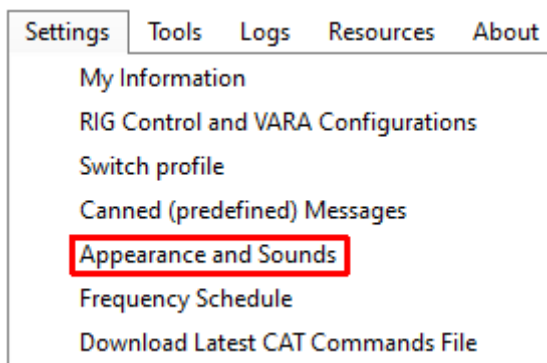 Settings Tools Logs Resources About
My Information
RIG Control and VARA Configurations
Switch profile
Canned (predefined) Messages
Appearance and Sounds
Frequency Schedule
Download Latest CAT Commands File